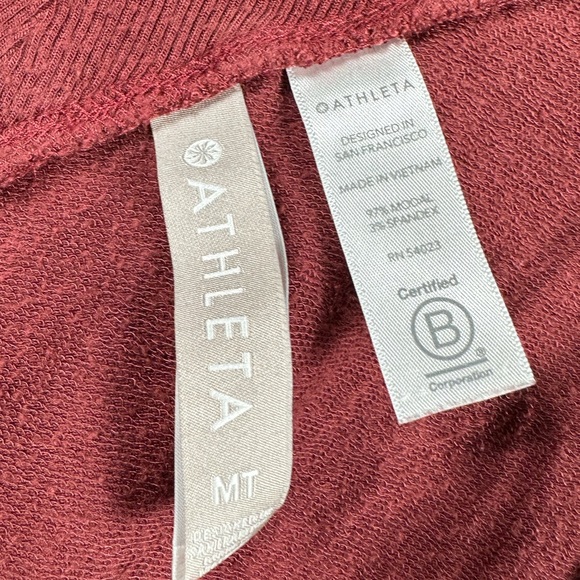 ATHLETA
MT
ATHLETA
DESIGNED IN
SAN FRANCISCO
MADE IN VIETNAM
97% MODAL
3% SPANDEX
RN 54023
Certified
B
®
Corporation